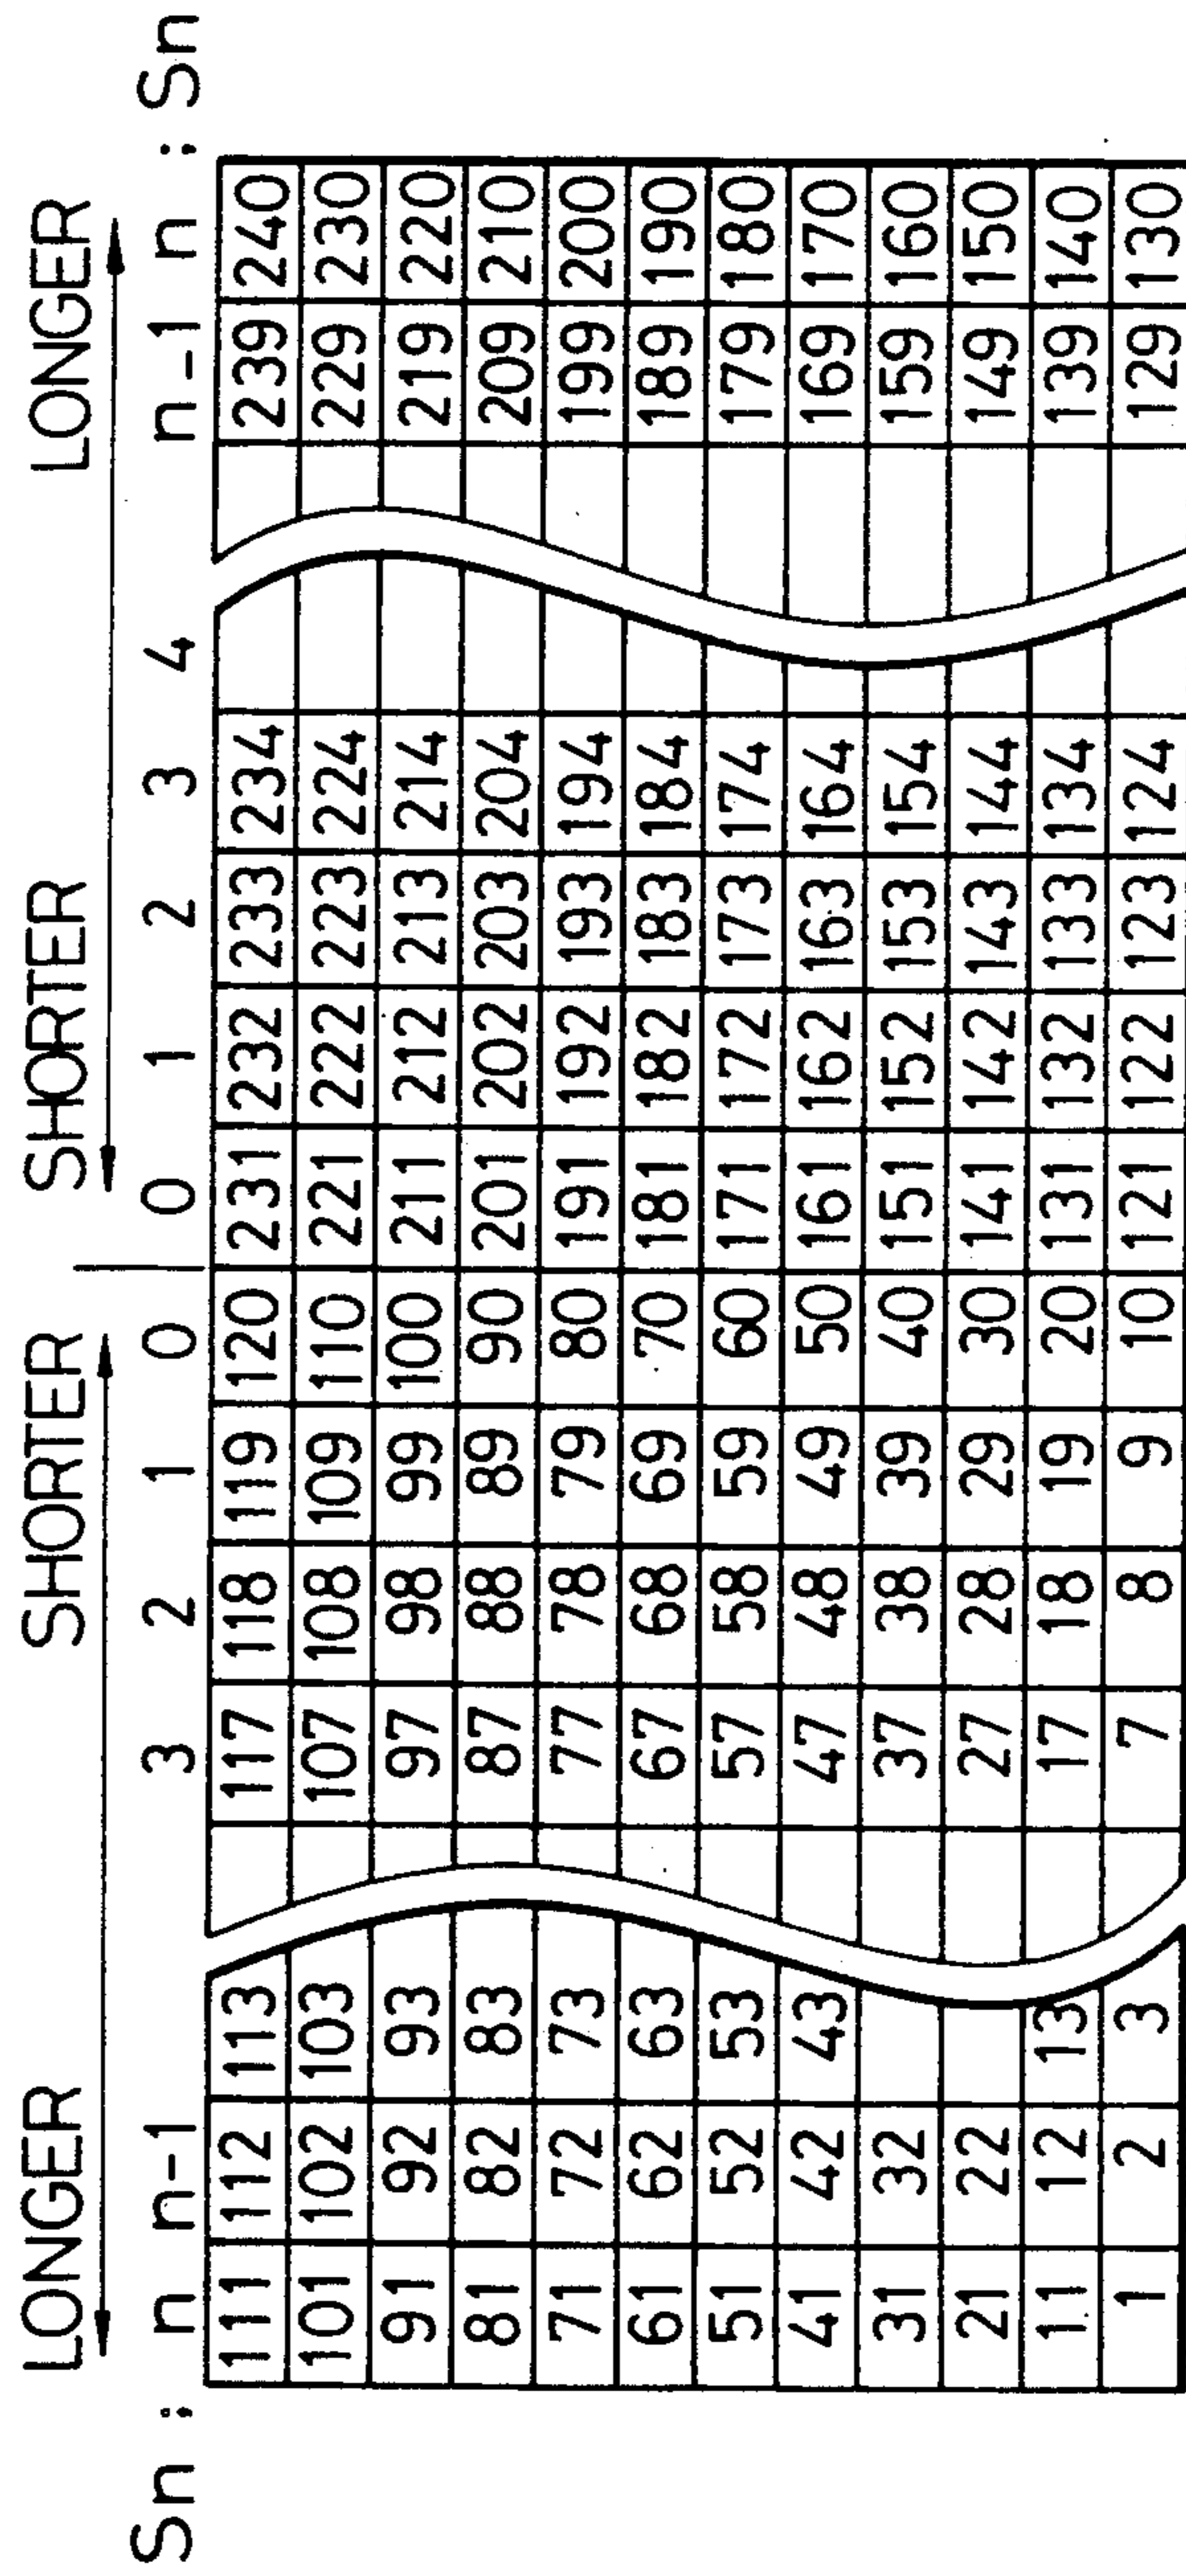 LONGER SHORTER SHORTER LONGER
Sn : n n-1 3 2 1 0 0 1 2 3 4 n-1 n : Sn
111 112 113 117 118 119 120 231 232 233 234 239 240
101 102 103 107 108 109 110 221 222 223 224 229 230
91 92 93 97 98 99 100 211 212 213 214 219 220
81 82 83 87 88 89 90 201 202 203 204 209 210
71 72 73 77 78 79 80 191 192 193 194 199 200
61 62 63 67 68 69 70 181 182 183 184 189 190
51 52 53 57 58 59 60 171 172 173 174 179 180
41 42 43 47 48 49 50 161 162 163 164 169 170
31 32 37 38 39 40 151 152 153 154 159 160
21 22 27 28 29 30 141 142 143 144 149 150
11 12 13 17 18 19 20 131 132 133 134 139 140
1 2 3 7 8 9 10 121 122 123 124 129 130